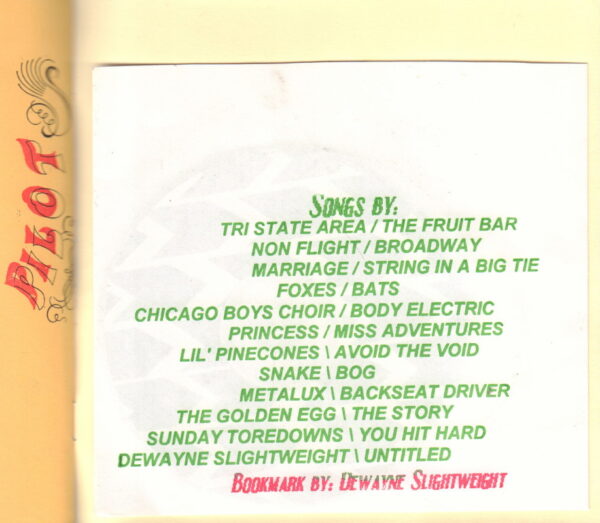 PILOT
SONGS BY:
TRI STATE AREA / THE FRUIT BAR
NON FLIGHT / BROADWAY
MARRIAGE / STRING IN A BIG TIE
FOXES / BATS
CHICAGO BOYS CHOIR / BODY ELECTRIC
PRINCESS / MISS ADVENTURES
LIL' PINECONES \ AVOID THE VOID
SNAKE \ BOG
METALUX \ BACKSEAT DRIVER
THE GOLDEN EGG \ THE STORY
SUNDAY TOREDOWNS \ YOU HIT HARD
DEWAYNE SLIGHTWEIGHT \ UNTITLED
BOOKMARK BY: DEWAYNE SLIGHTWEIGHT